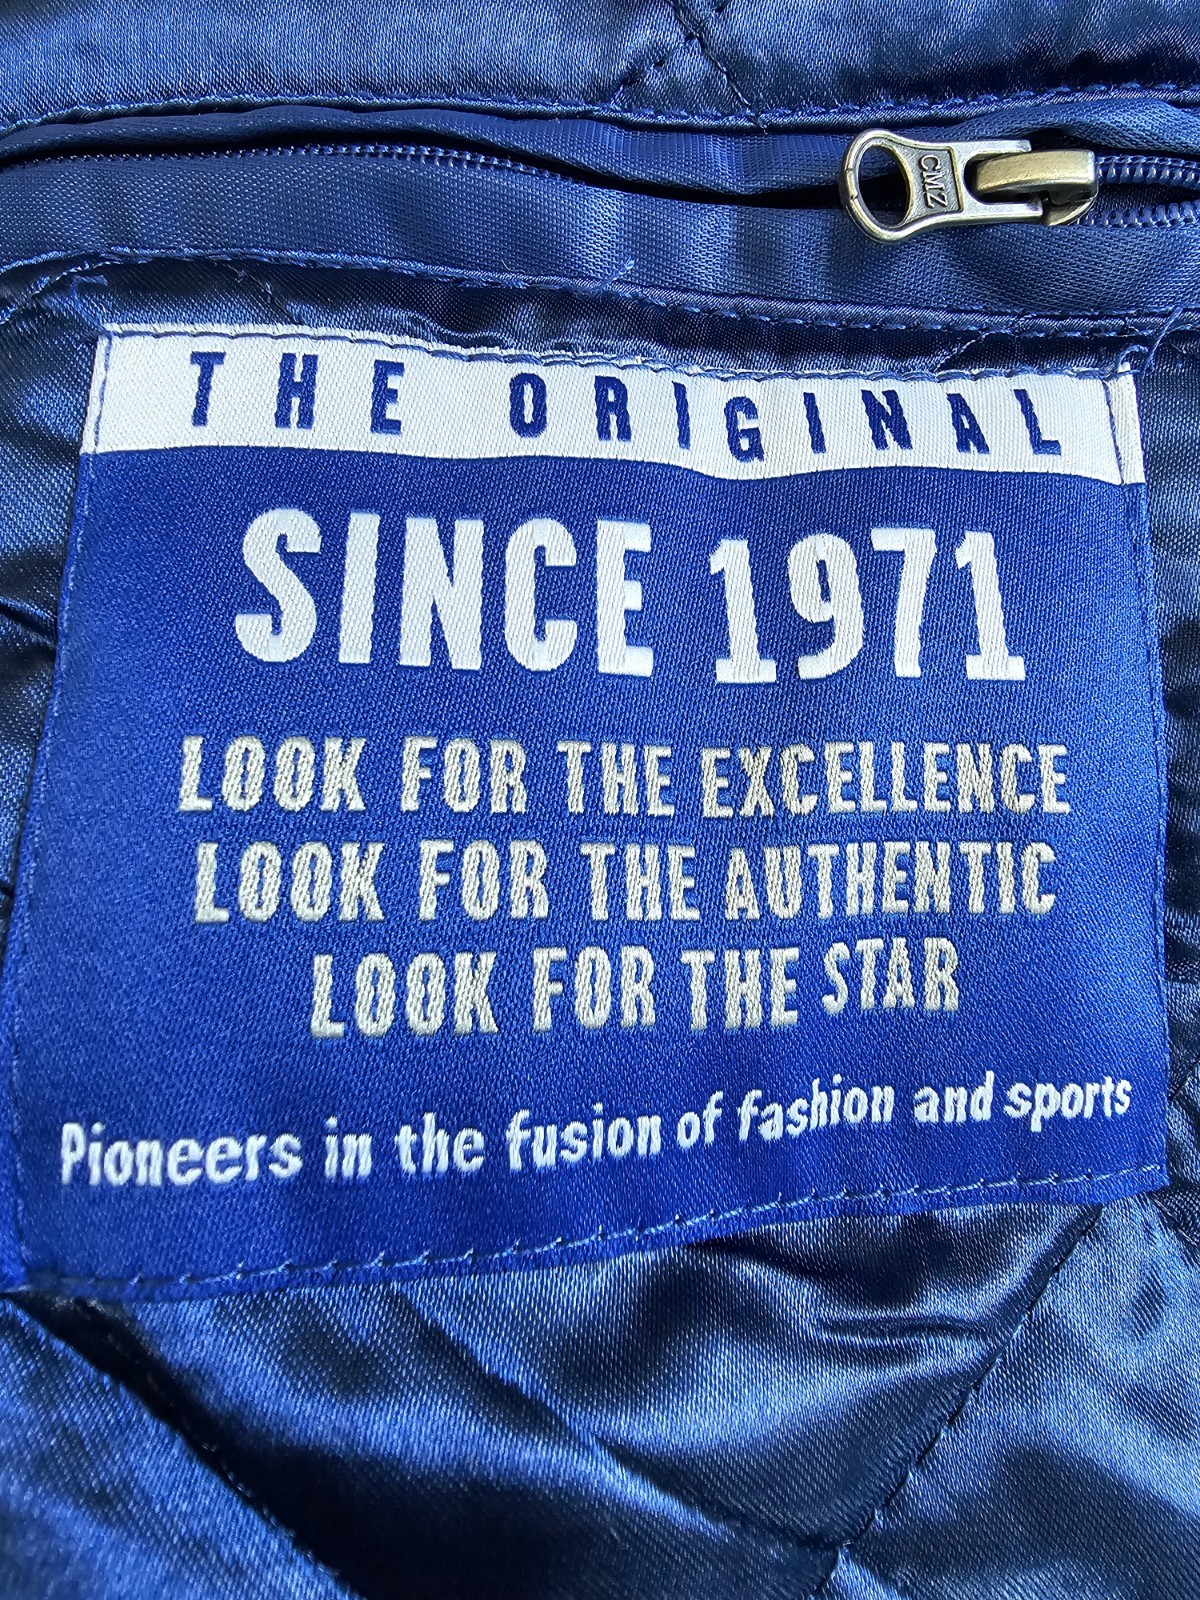 CMZ
THE ORIGINAL
SINCE 1971
LOOK FOR THE EXCELLENCE
LOOK FOR THE AUTHENTIC
LOOK FOR THE STAR
Pioneers in the fusion of fashion and sports